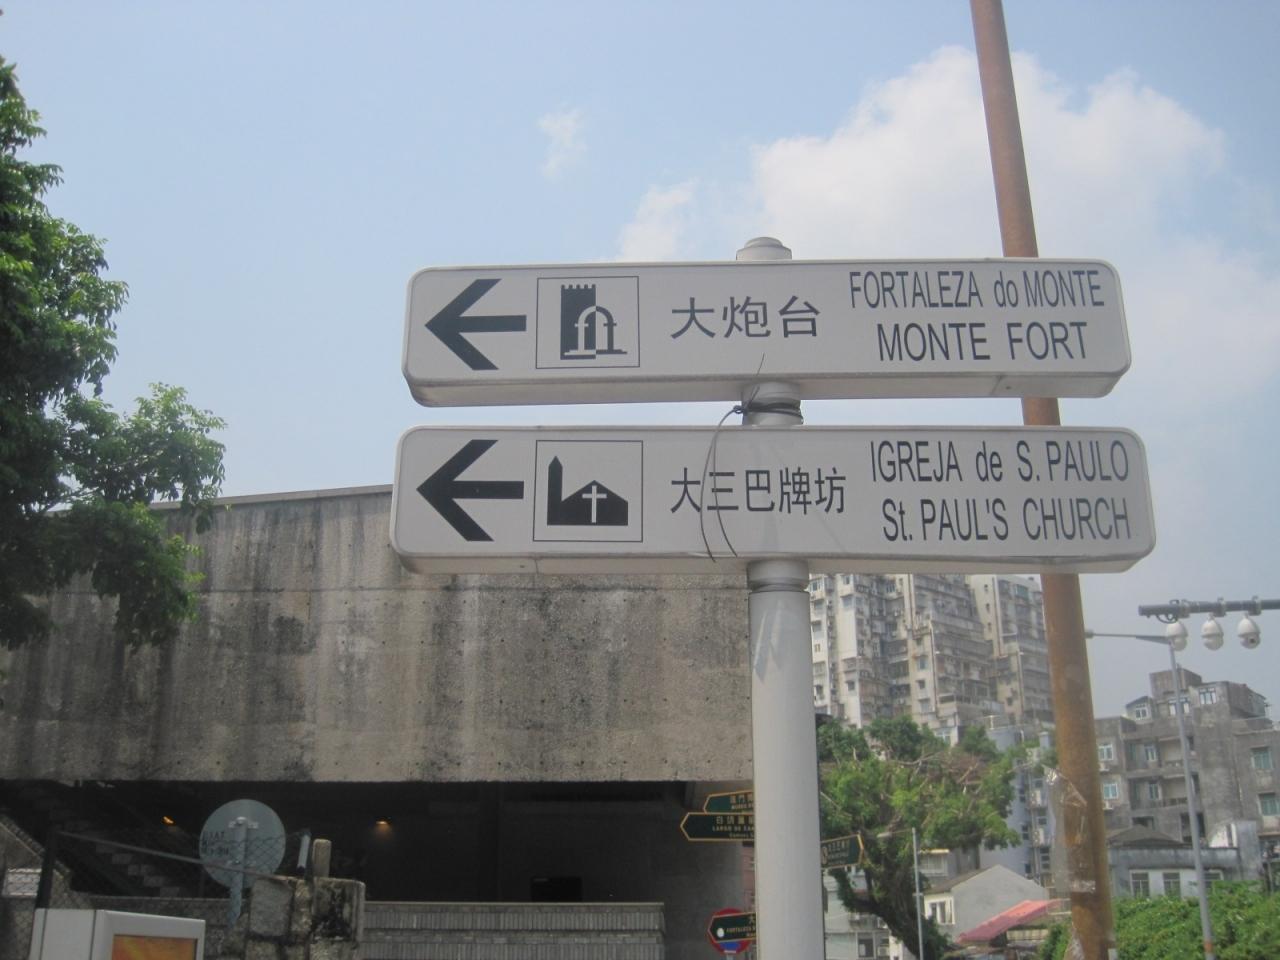 大炮台
FORTALEZA do MONTE
MONTE FORT
大三巴牌坊
IGREJA de S. PAULO
St. PAUL'S CHURCH